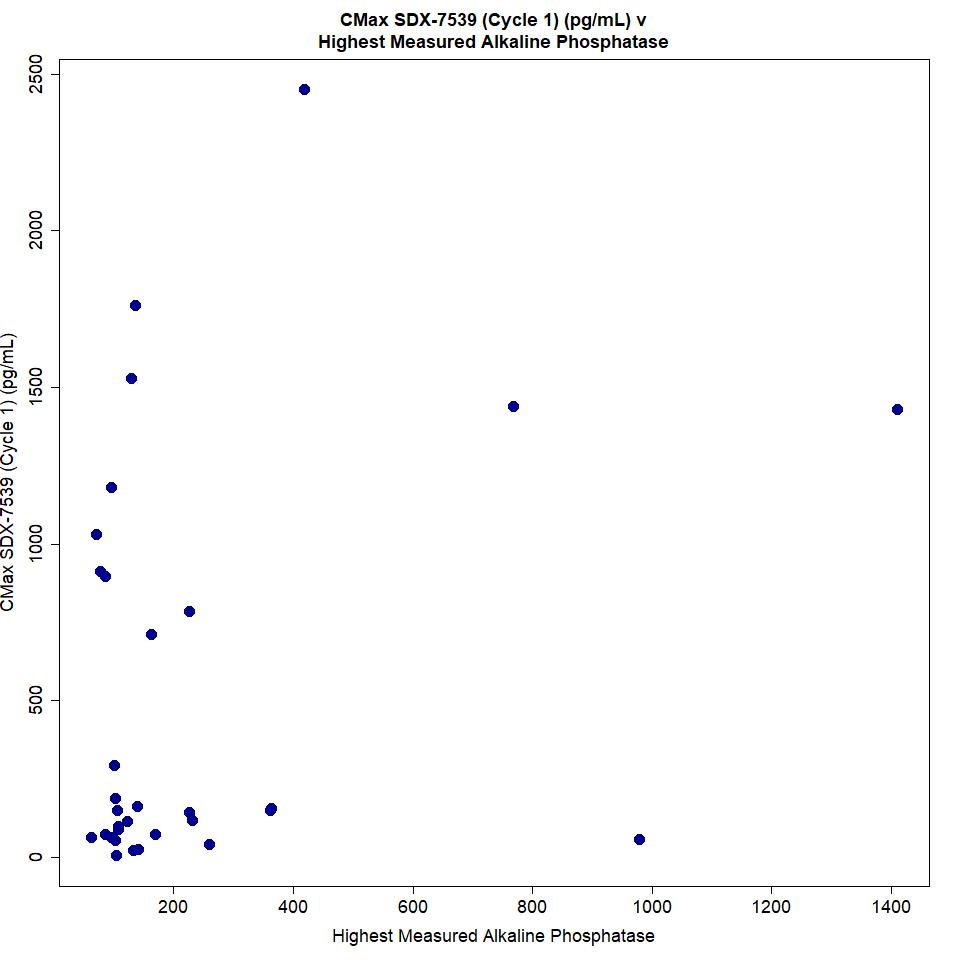 CMax SDX-7539 (Cycle 1) (pg/mL) v
Highest Measured Alkaline Phosphatase
CMax SDX-7539 (Cycle 1) (pg/mL)
2500
2000
1500
1000
500
0
200 400 600 800 1000 1200 1400
Highest Measured Alkaline Phosphatase